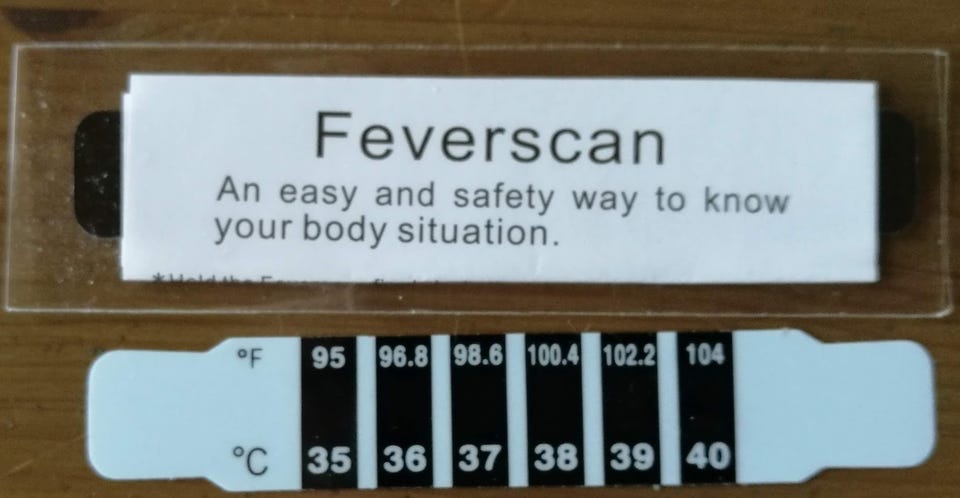 Feverscan
An easy and safety way to know
your body situation.
°F 95 96.8 98.6 100.4 102.2 104
°C 35 36 37 38 39 40